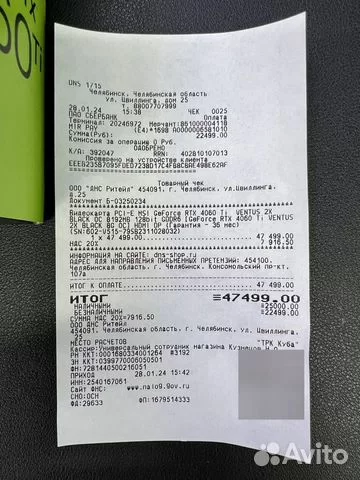 DNS 1/15
Челябинск, Челябинская область
ул. Цвиллинга, дом 25
т. 88007707999
28.01.24 15:38 ЧЕК 0025
ПАО СБЕРБАНК Оплата
Терминал: 20246972 Мерчант: 861000004118
MIR PAY (E4)*1698 A0000006581010
Сумма(Руб): 22499.00
Комиссия за операцию 0 Руб.
ОДОБРЕНО
К/А: 392047 RRN: 402810107013
Проверено на устройстве клиента
Товарный чек
ООО "ДНС Ритейл" 454091, г. Челябинск, ул.Цвиллинга,
д.25
Документ Б-03250234
Видеокарта PCI-E MSI GeForce RTX 4060 Ti VENTUS 2X
BLACK OC 8192MB 128bit GDDR6 [GeForce RTX 4060 Ti VENTUS
2X BLACK 8G OC] HDMI DP (Гарантия - 36 мес)
(SN:602-V515-795B2311028032)
1 x 47 499.00 47 499.00
НДС 20% 7 916.50
ИНФОРМАЦИЯ НА САЙТЕ: dns-shop.ru
АДРЕС ДЛЯ НАПРАВЛЕНИЯ ПИСЬМЕННЫХ ПРЕТЕНЗИЙ: 454100,
Челябинская область, г. Челябинск, Комсомольский пр-кт,
107а
ИТОГ К ОПЛАТЕ 47 499.00
ИТОГ ≡47499.00
НАЛИЧНЫМИ ≡25000.00
БЕЗНАЛИЧНЫМИ ≡22499.00
СУММА НДС 20%=7916.50
ООО ДНС Ритейл
454091, Челябинская область, г. Челябинск, ул. Цвиллинга,
25
МЕСТО РАСЧЕТОВ "ТРК Куба"
Кассир:Универсальный сотрудник магазина Кузнецов
РН ККТ:0001680334001264 #3192
ЗН ККТ:0399770006050501
ФН:7281440500216051
ПРИХОД 28.01.24 15:42
ИНН:2540167061
Сайт ФНС: www.nalog.gov.ru
СНО:ОСН
ФД:29633 ФП:1679514333
Avito